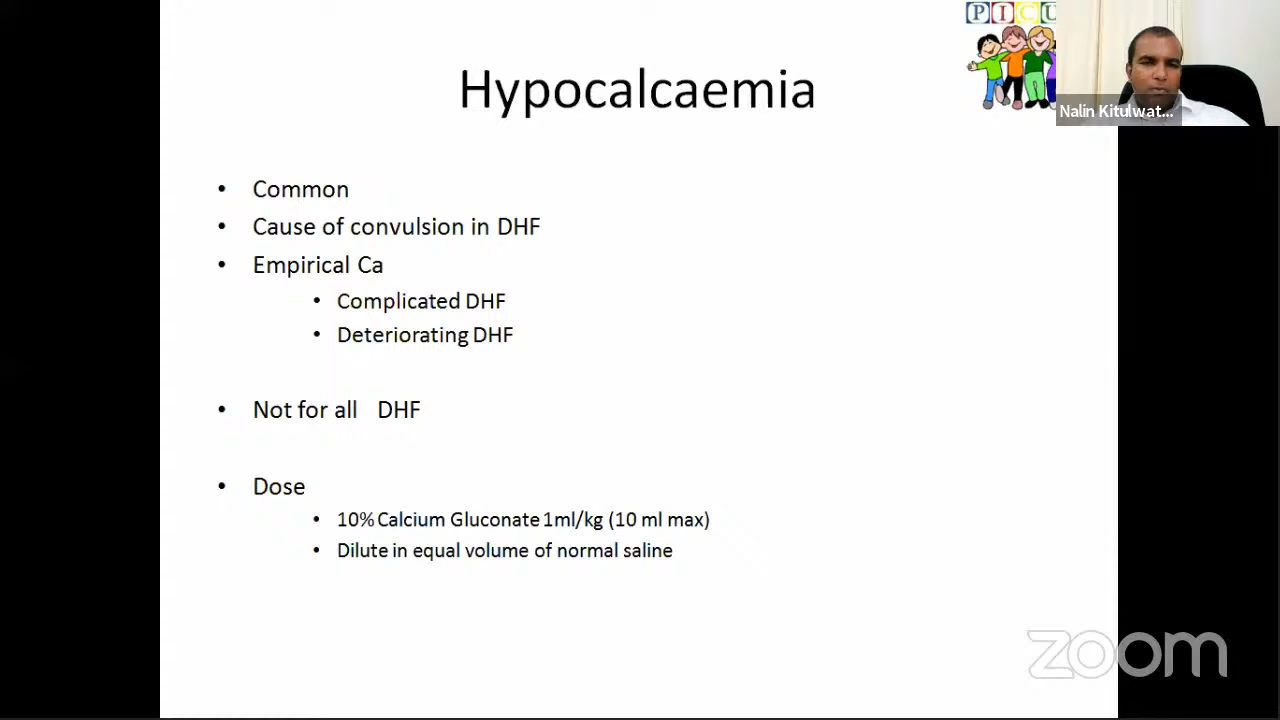 PICU
Hypocalcaemia
Nalin Kitulwat...
• Common
• Cause of convulsion in DHF
• Empirical Ca
• Complicated DHF
• Deteriorating DHF
• Not for all DHF
• Dose
• 10% Calcium Gluconate 1ml/kg (10 ml max)
• Dilute in equal volume of normal saline
zoom